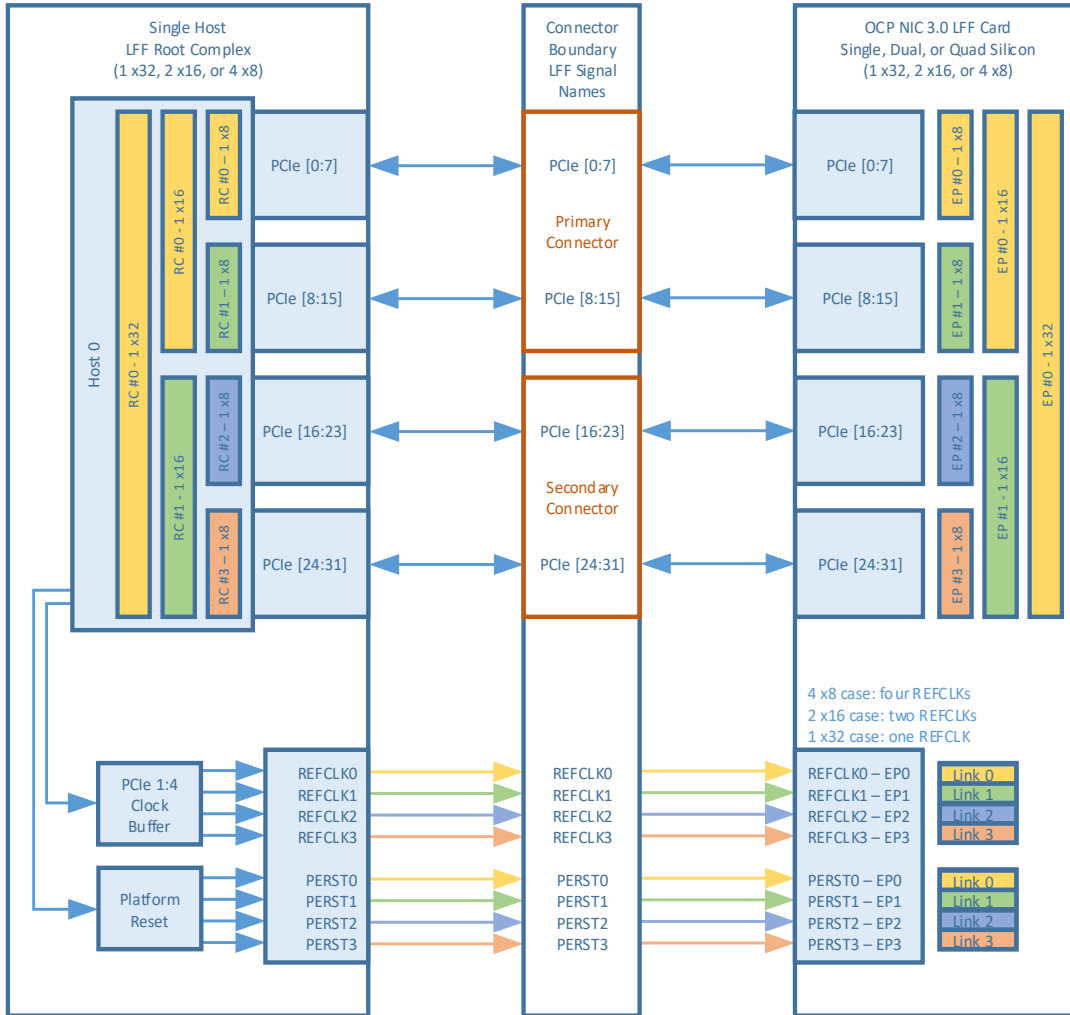 Single Host
LFF Root Complex
(1 x32, 2 x16, or 4 x8)
Host 0
RC #0 - 1 x32
RC #0 - 1 x16
RC #1 - 1 x16
RC #0 – 1 x8
RC #1 – 1 x8
RC #2 – 1 x8
RC #3 – 1 x8
PCIe [0:7]
PCIe [8:15]
PCIe [16:23]
PCIe [24:31]
PCIe 1:4
Clock
Buffer
Platform
Reset
REFCLK0
REFCLK1
REFCLK2
REFCLK3
PERST0
PERST1
PERST2
PERST3
Connector
Boundary
LFF Signal
Names
PCIe [0:7]
Primary
Connector
PCIe [8:15]
PCIe [16:23]
Secondary
Connector
PCIe [24:31]
REFCLK0
REFCLK1
REFCLK2
REFCLK3
PERST0
PERST1
PERST2
PERST3
OCP NIC 3.0 LFF Card
Single, Dual, or Quad Silicon
(1 x32, 2 x16, or 4 x8)
PCIe [0:7]
PCIe [8:15]
PCIe [16:23]
PCIe [24:31]
EP #0 – 1 x8
EP #1 – 1 x8
EP #2 – 1 x8
EP #3 – 1 x8
EP #0 - 1 x16
EP #1 - 1 x16
EP #0 - 1 x32
4 x8 case: four REFCLKs
2 x16 case: two REFCLKs
1 x32 case: one REFCLK
REFCLK0 – EP0
REFCLK1 – EP1
REFCLK2 – EP2
REFCLK3 – EP3
Link 0
Link 1
Link 2
Link 3
PERST0 – EP0
PERST1 – EP1
PERST2 – EP2
PERST3 – EP3
Link 0
Link 1
Link 2
Link 3